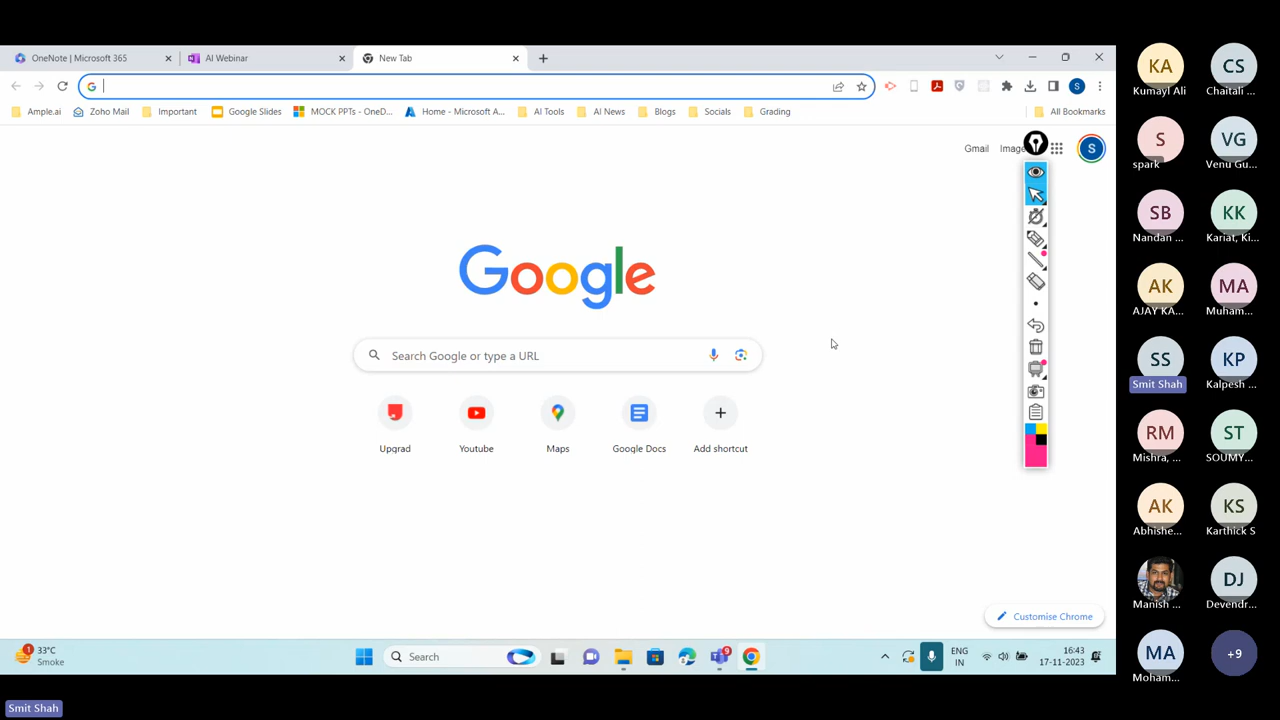 OneNote | Microsoft 365
AI Webinar
New Tab
Ample.ai
Zoho Mail
Important
Google Slides
MOCK PPTs - OneD...
Home - Microsoft A...
AI Tools
AI News
Blogs
Socials
Grading
All Bookmarks
Gmail
Image
S
Google
Search Google or type a URL
Upgrad
Youtube
Maps
Google Docs
Add shortcut
Customise Chrome
1
33°C
Smoke
Search
9
ENG
IN
16:43
17-11-2023
KA
Kumayl Ali
CS
Chaitali ...
S
spark
VG
Venu Gu...
SB
Nandan ...
KK
Kariat, Ki...
AK
AJAY KA...
MA
Muham...
SS
Smit Shah
KP
Kalpesh ...
RM
Mishra, ...
ST
SOUMY...
AK
Abhishe...
KS
Karthick S
Manish ...
DJ
Devendr...
MA
Moham...
+9
Smit Shah